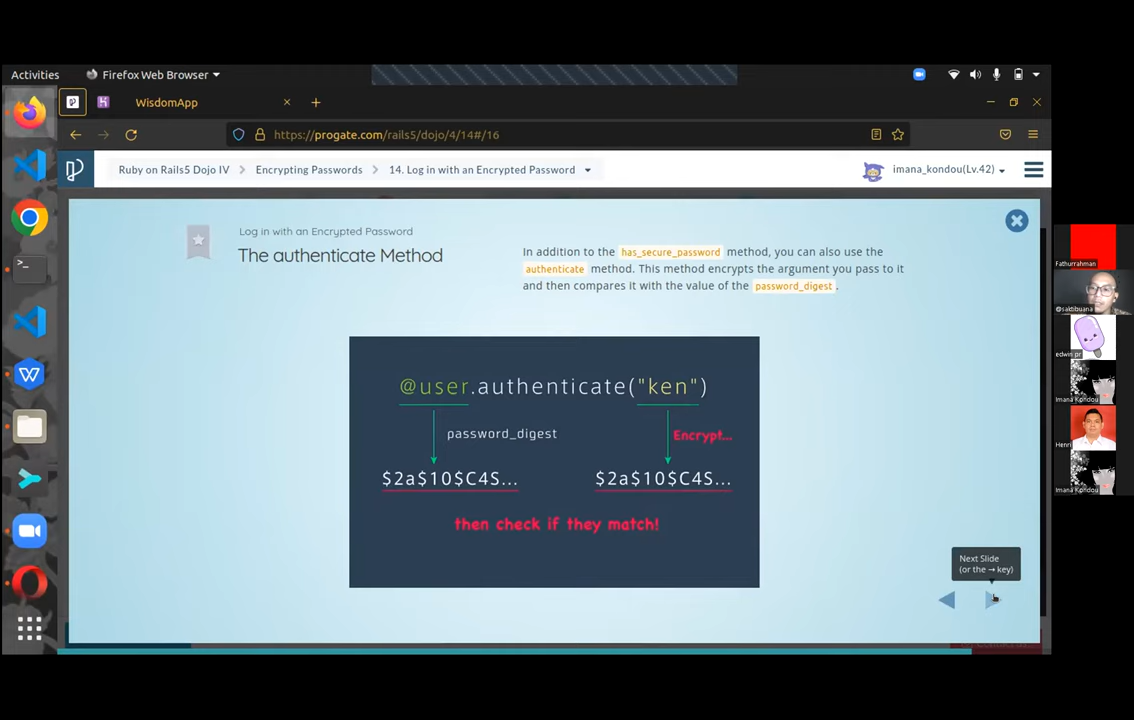 Activities
Firefox Web Browser
WisdomApp
https://progate.com/rails5/dojo/4/14#/16
Ruby on Rails5 Dojo IV
Encrypting Passwords
14. Log in with an Encrypted Password
imana_kondou(Lv.42)
Log in with an Encrypted Password
The authenticate Method
In addition to the has_secure_password method, you can also use the
authenticate method. This method encrypts the argument you pass to it
and then compares it with the value of the password_digest.
@user.authenticate("ken")
password_digest
Encrypt...
$2a$10$C4S...
$2a$10$C4S...
then check if they match!
Next Slide
(or the → key)
Fathurrahman
@saktibuana
edwin pr
Imana Kondou
Henri
Imana Kondou